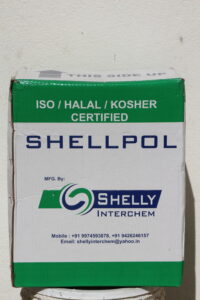 THIS SIDE UP
ISO / HALAL / KOSHER
CERTIFIED
SHELLPOL
MFG. By:
SHELLY
INTERCHEM
Mobile : +91 9974593878, +91 9426246157
Email: shellyinterchem@yahoo.in